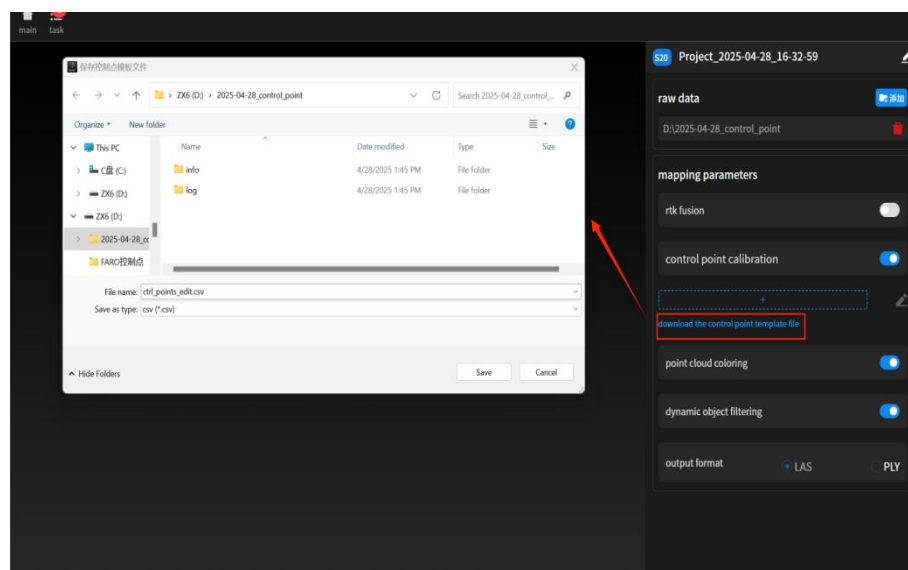 main task
保存控制点模板文件
ZX6 (D:) › 2025-04-28_control_point
Search 2025-04-28_control_...
Organize New folder
This PC
C盘 (C:)
ZX6 (D:)
ZX6 (D:)
2025-04-28_cc
FARO控制点
Name Date modified Type Size
info 4/28/2025 1:45 PM File folder
log 4/28/2025 1:45 PM File folder
File name: ctrl_points_edit.csv
Save as type: csv (*.csv)
Hide Folders
Save Cancel
S20 Project_2025-04-28_16-32-59
raw data
添加
D:\2025-04-28_control_point
mapping parameters
rtk fusion
control point calibration
+
download the control point template file
point cloud coloring
dynamic object filtering
output format LAS PLY